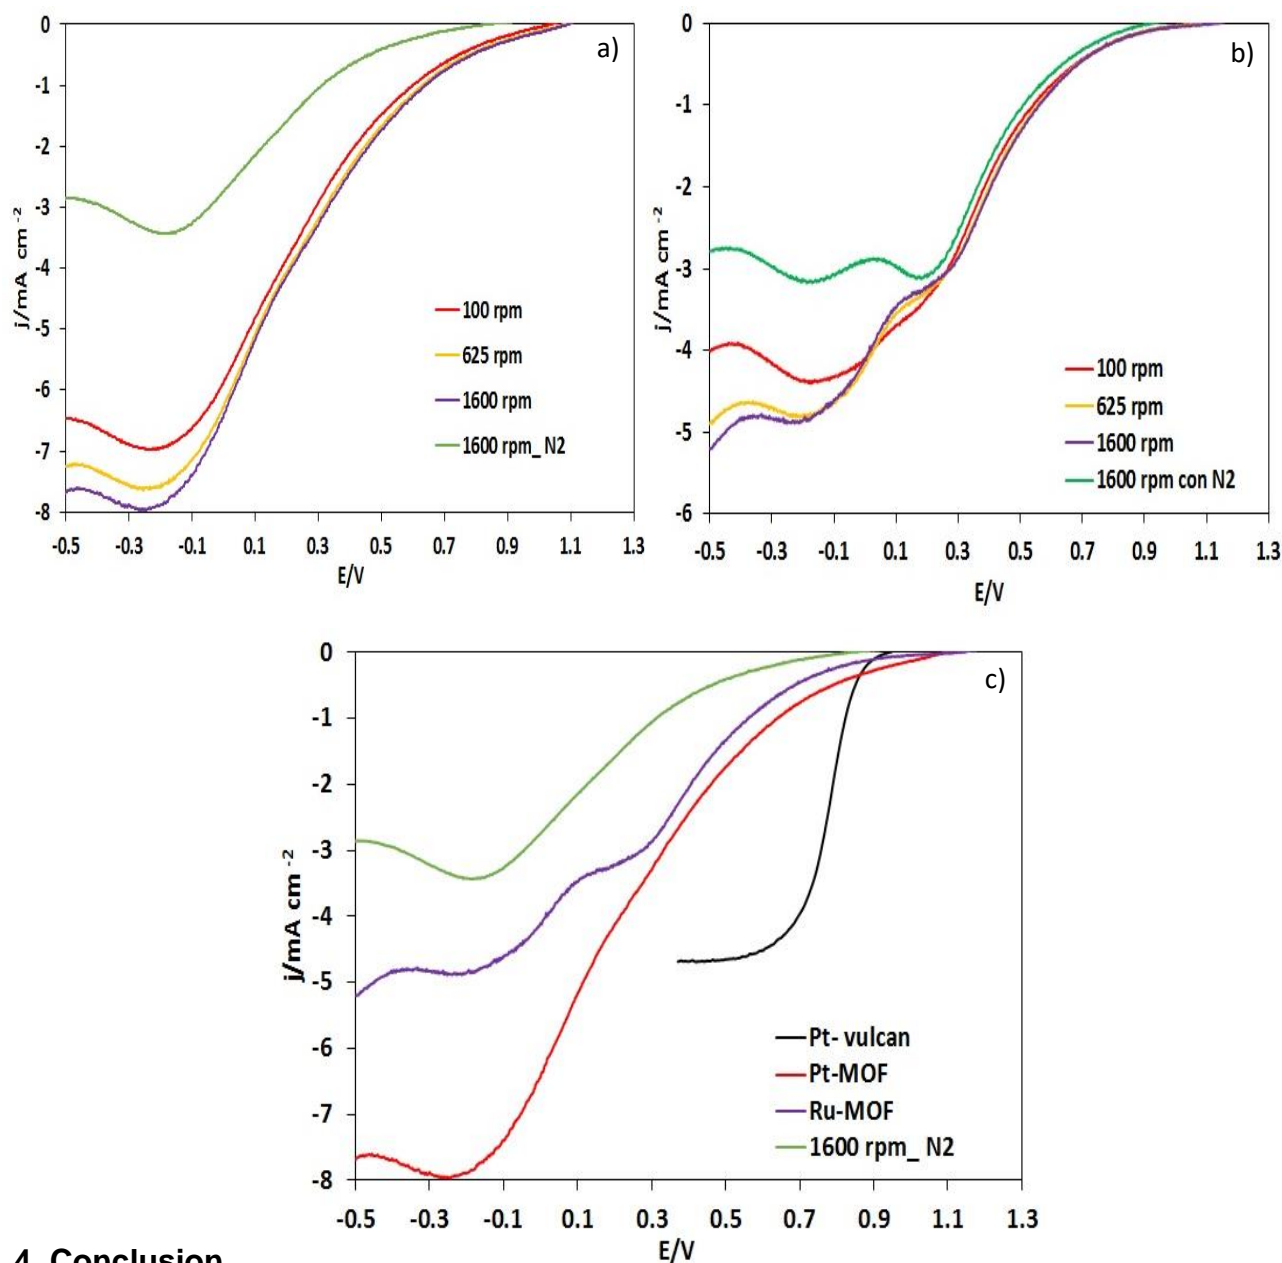 a)
0
-1
-2
-3
-4
-5
-6
-7
-8
j/mA cm -2
100 rpm
625 rpm
1600 rpm
1600 rpm_ N2
-0.5 -0.3 -0.1 0.1 0.3 0.5 0.7 0.9 1.1 1.3
E/V
b)
0
-1
-2
-3
-4
-5
-6
j/mA cm -2
100 rpm
625 rpm
1600 rpm
1600 rpm con N2
-0.5 -0.3 -0.1 0.1 0.3 0.5 0.7 0.9 1.1 1.3
E/V
c)
0
-1
-2
-3
-4
-5
-6
-7
-8
j/mA cm -2
Pt- vulcan
Pt-MOF
Ru-MOF
1600 rpm_ N2
-0.5 -0.3 -0.1 0.1 0.3 0.5 0.7 0.9 1.1 1.3
E/V
4. Conclusion